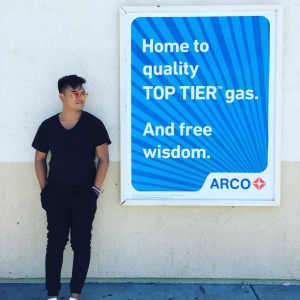 Home to
quality
TOP TIER™ gas.
And free
wisdom.
ARCO